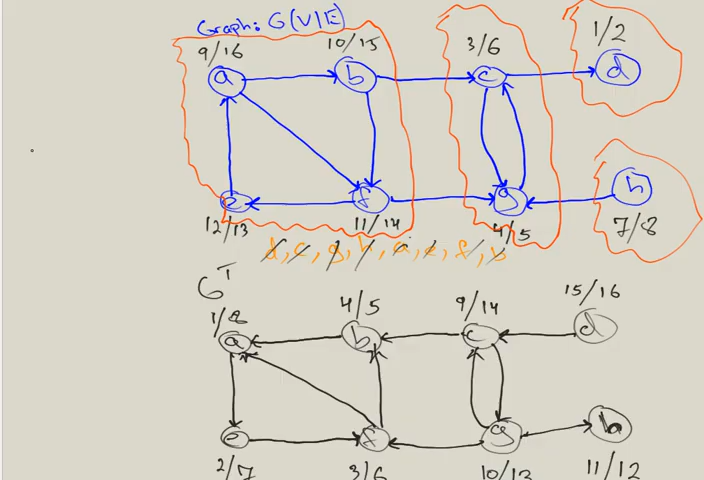 Graph: G(V,E)
9/16 10/15 3/6 1/2
a b c d
e f g h
12/13 11/14 4/5 7/8
d, c, g, h, a, e, f, b
G^T
1/8 4/5 9/14 15/16
a b c d
e f g h
2/7 3/6 10/13 11/12